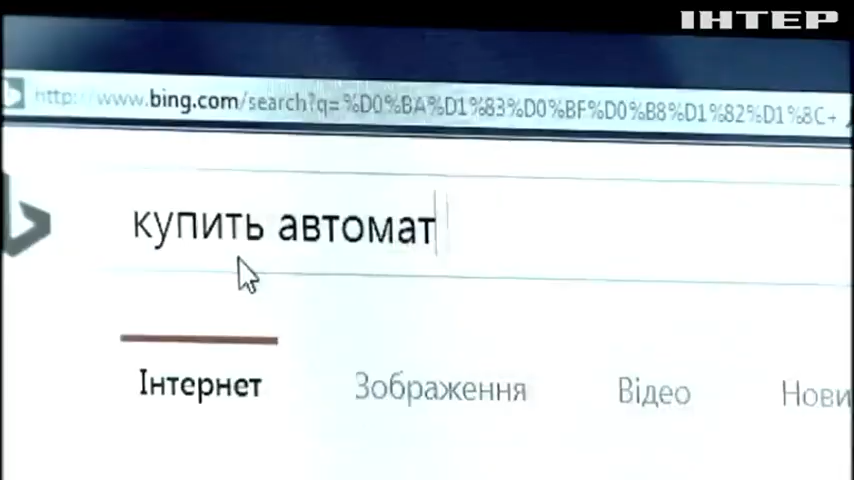 ІНТЕР
http://www.bing.com/search?q=%D0%BA%D1%83%D0%BF%D0%B8%D1%82%D1%8C+
купить автомат
Інтернет Зображення Відео Нови